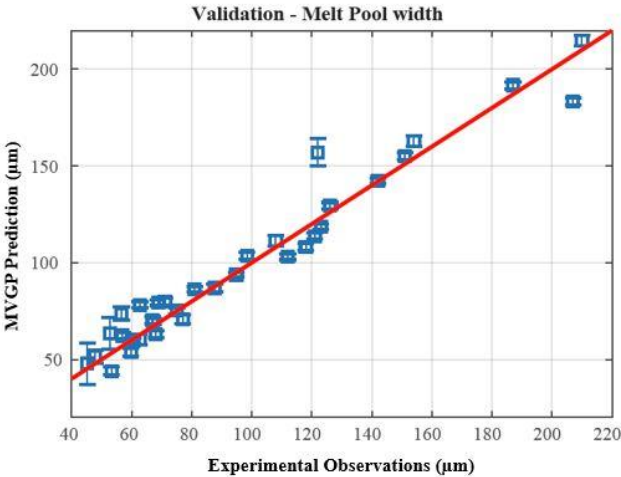 Validation - Melt Pool width
200
150
100
50
MVGP Prediction (µm)
40 60 80 100 120 140 160 180 200 220
Experimental Observations (µm)